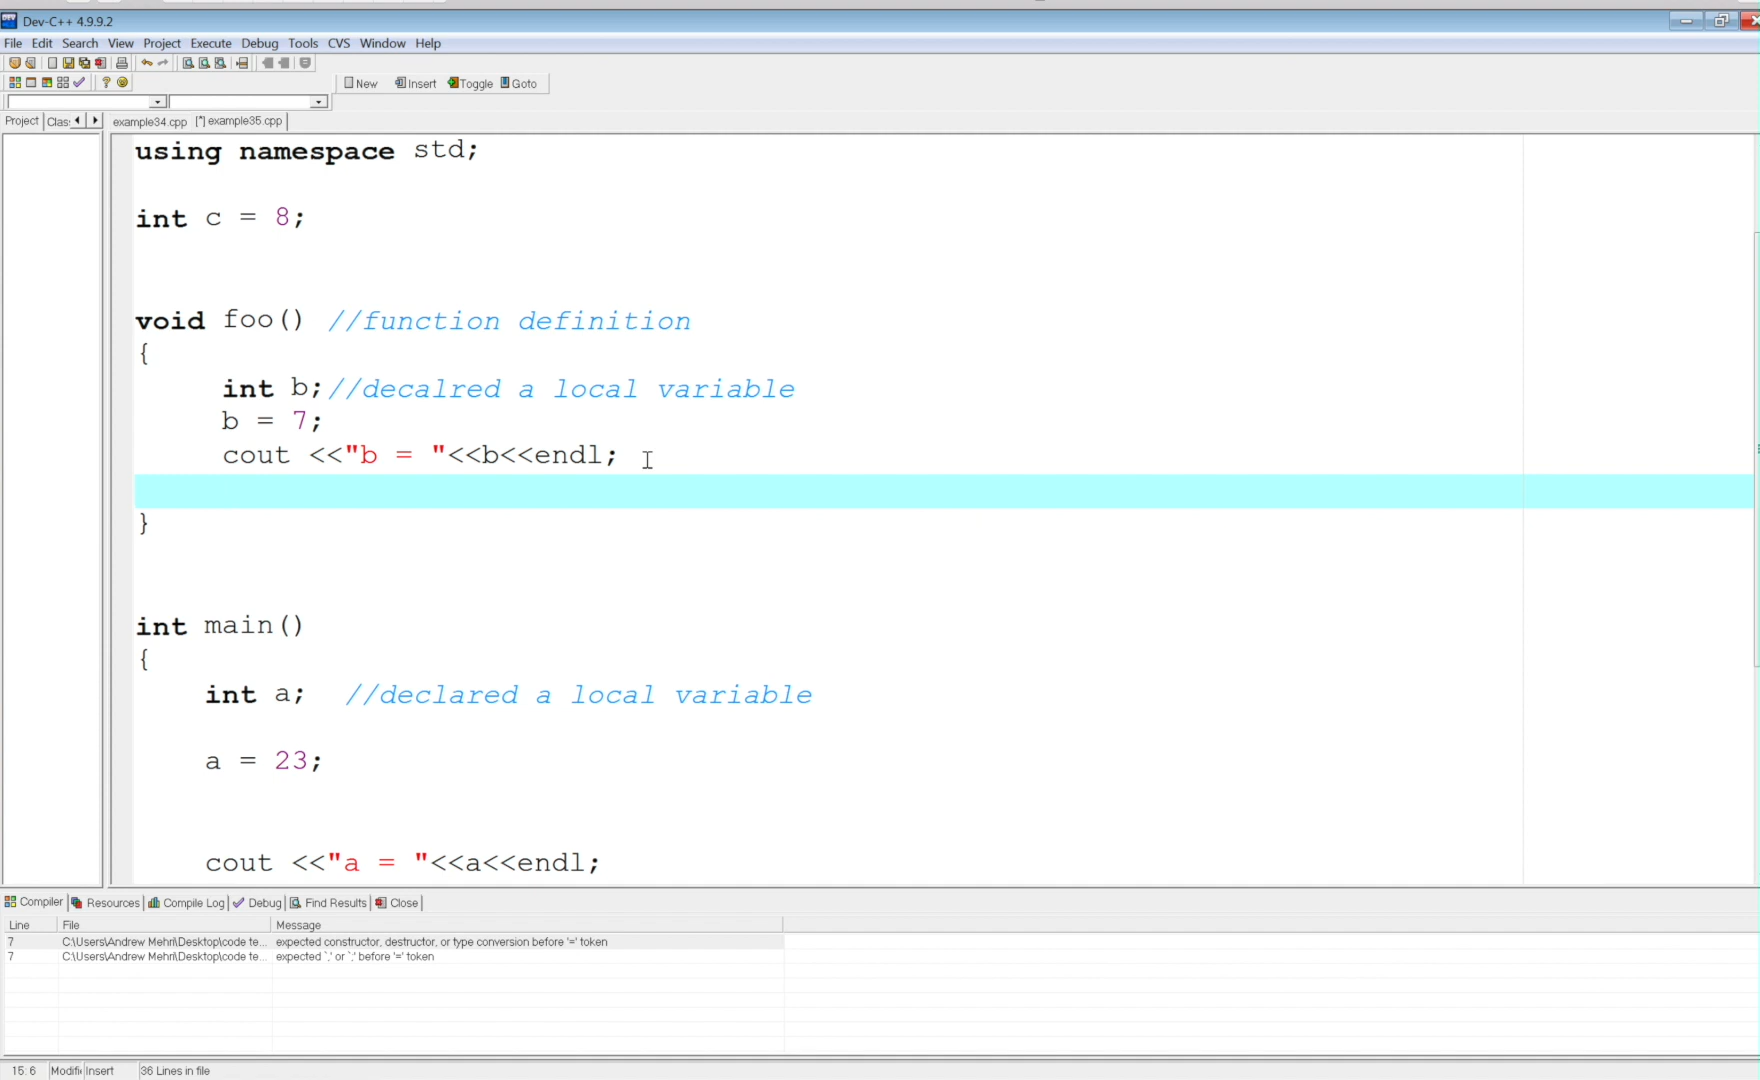 Dev-C++ 4.9.9.2
File Edit Search View Project Execute Debug Tools CVS Window Help
New Insert Toggle Goto
Project Clas example34.cpp [*] example35.cpp
using namespace std;
int c = 8;
void foo() //function definition
{
int b;//decalred a local variable
b = 7;
cout <<"b = "<<b<<endl;
}
int main()
{
int a; //declared a local variable
a = 23;
cout <<"a = "<<a<<endl;
Compiler Resources Compile Log Debug Find Results Close
Line File Message
7 C:\Users\Andrew Mehri\Desktop\code te... expected constructor, destructor, or type conversion before '=' token
7 C:\Users\Andrew Mehri\Desktop\code te... expected `,' or `;' before '=' token
15: 6 Modifi Insert 36 Lines in file